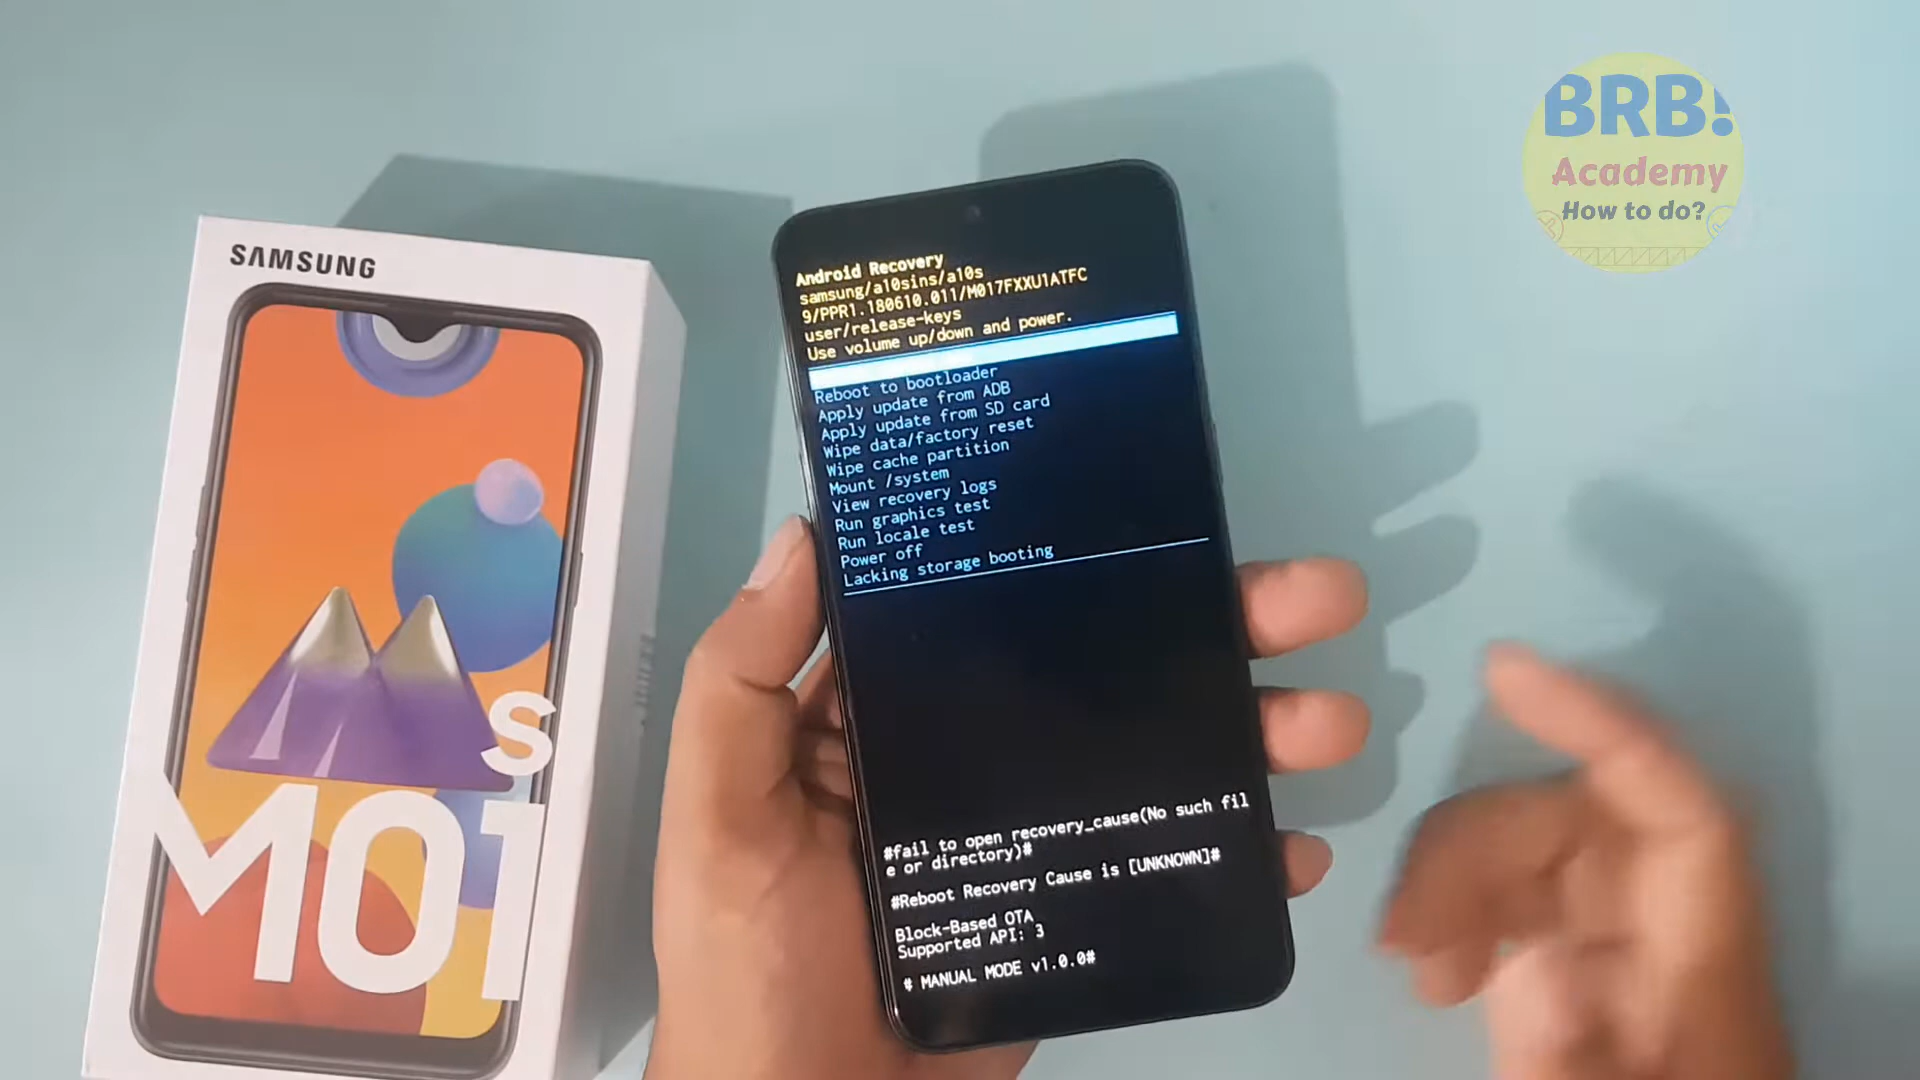 BRB!
Academy
How to do?
SAMSUNG
s
M01
Android Recovery
samsung/a10sins/a10s
9/PPR1.180610.011/M017FXXU1ATFC
user/release-keys
Use volume up/down and power.
Reboot to bootloader
Apply update from ADB
Apply update from SD card
Wipe data/factory reset
Wipe cache partition
Mount /system
View recovery logs
Run graphics test
Run locale test
Power off
Lacking storage booting
#fail to open recovery_cause(No such fil
e or directory)#
#Reboot Recovery Cause is [UNKNOWN]#
Block-Based OTA
Supported API: 3
# MANUAL MODE v1.0.0#